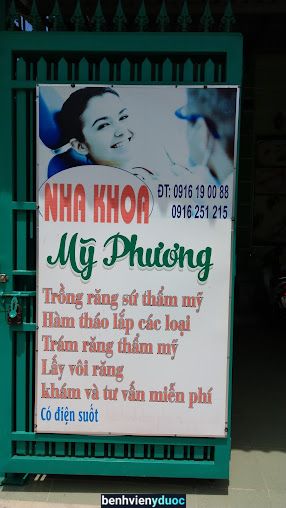 NHA KHOA
ĐT: 0916 19 00 88
0916 251 215
Mỹ Phương
Trồng răng sứ thẩm mỹ
Hàm tháo lắp các loại
Trám răng thẩm mỹ
Lấy vôi răng
khám và tư vấn miễn phí
Có điện suốt
benhvienyduoc